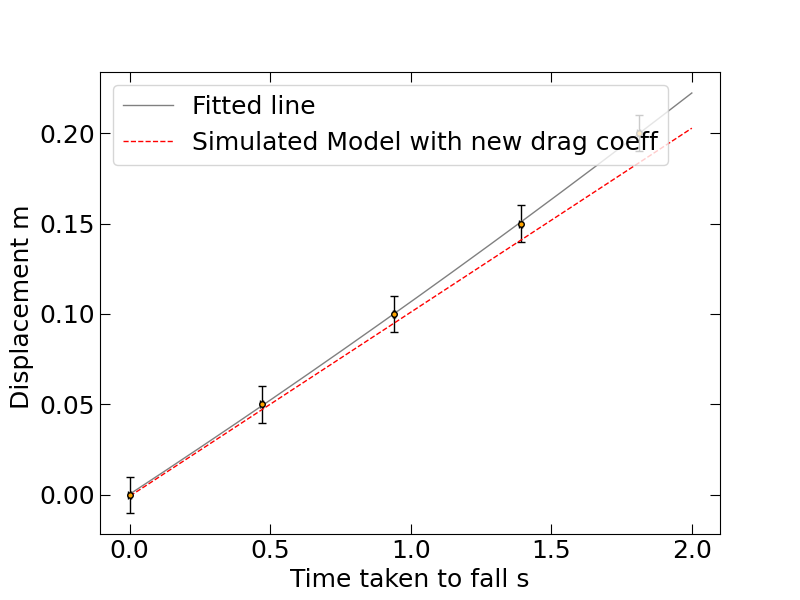 Fitted line
Simulated Model with new drag coeff
0.20
0.15
0.10
0.05
0.00
Displacement m
0.0 0.5 1.0 1.5 2.0
Time taken to fall s